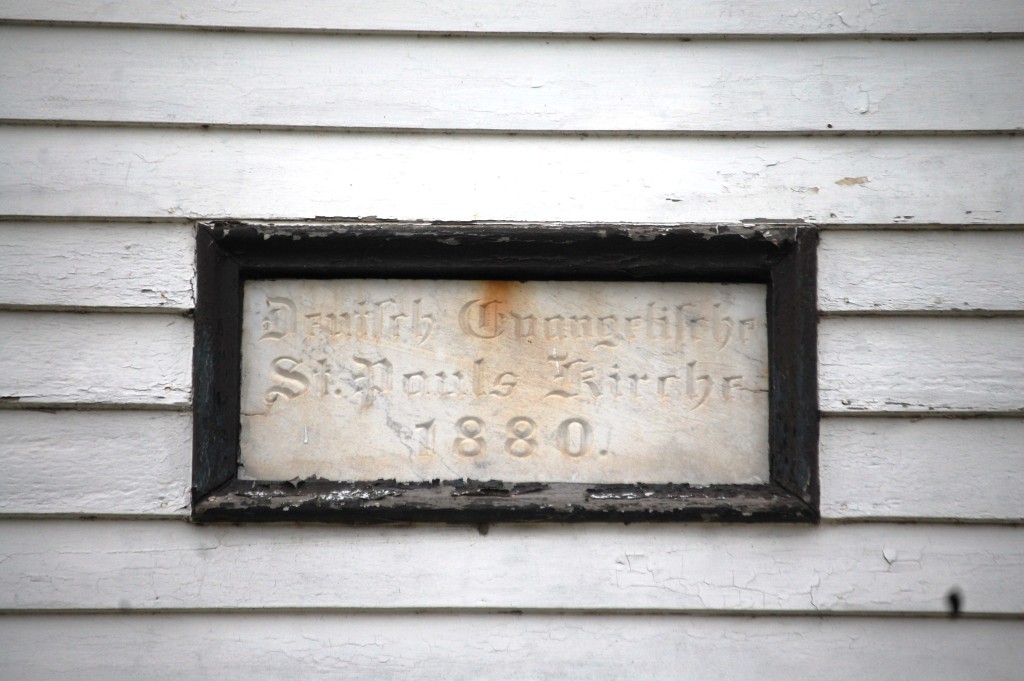 Deutsch Evangelische
St. Pauls Kirche
1880.